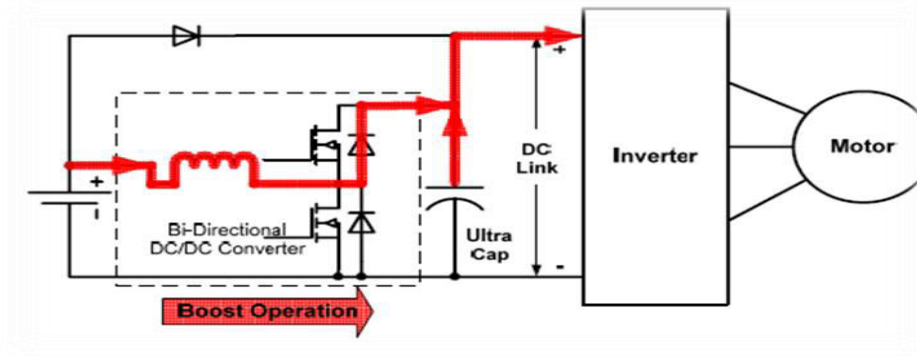 +
+
-
DC
Link
Inverter
Motor
Bi-Directional
DC/DC Converter
Ultra
Cap
-
Boost Operation